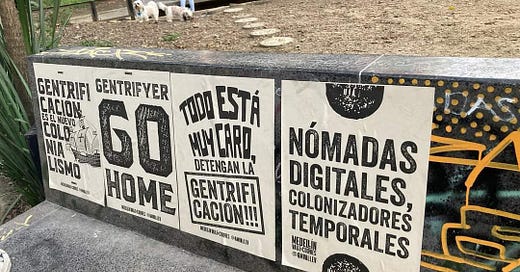 GENTRIFI
CACIÓN
ES EL NUEVO
COLO
NIA
LISMO
GENTRIFYER
GO
HOME
TODO ESTÁ
MUY CARO,
DETENGAN LA
GENTRIFI
CACIÓN!!!
NÓMADAS
DIGITALES,
COLONIZADORES
TEMPORALES
MEDELLÍN